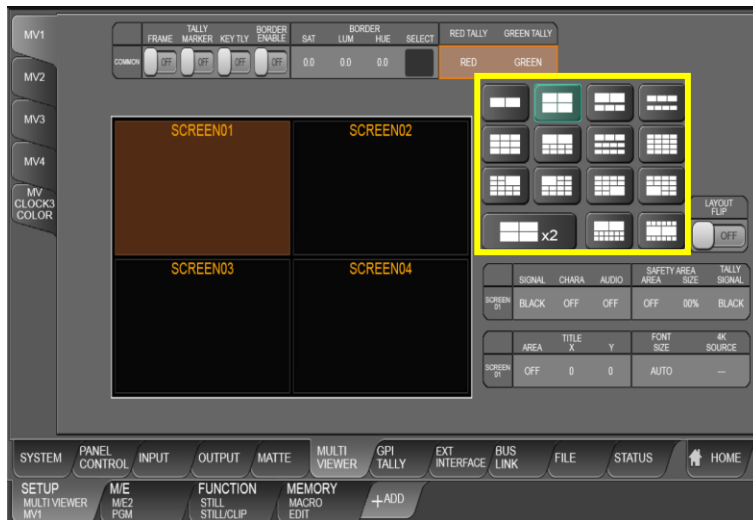 MV1
MV2
MV3
MV4
MV
CLOCK3
COLOR
FRAME
TALLY
MARKER
KEY TLY
BORDER
ENABLE
BORDER
SAT
LUM
HUE
SELECT
RED TALLY
GREEN TALLY
COMMON
OFF
OFF
OFF
OFF
0.0
0.0
0.0
RED
GREEN
SCREEN01
SCREEN02
SCREEN03
SCREEN04
x2
LAYOUT
FLIP
OFF
SIGNAL
CHARA
AUDIO
SAFETY AREA
AREA
SIZE
TALLY
SIGNAL
SCREEN
01
BLACK
OFF
OFF
OFF
00%
BLACK
AREA
TITLE
X
Y
FONT
SIZE
4K
SOURCE
SCREEN
01
OFF
0
0
AUTO
---
SYSTEM
PANEL
CONTROL
INPUT
OUTPUT
MATTE
MULTI
VIEWER
GPI
TALLY
EXT
INTERFACE
BUS
LINK
FILE
STATUS
HOME
SETUP
MULTI VIEWER
MV1
M/E
M/E2
PGM
FUNCTION
STILL
STILL/CLIP
MEMORY
MACRO
EDIT
+ADD